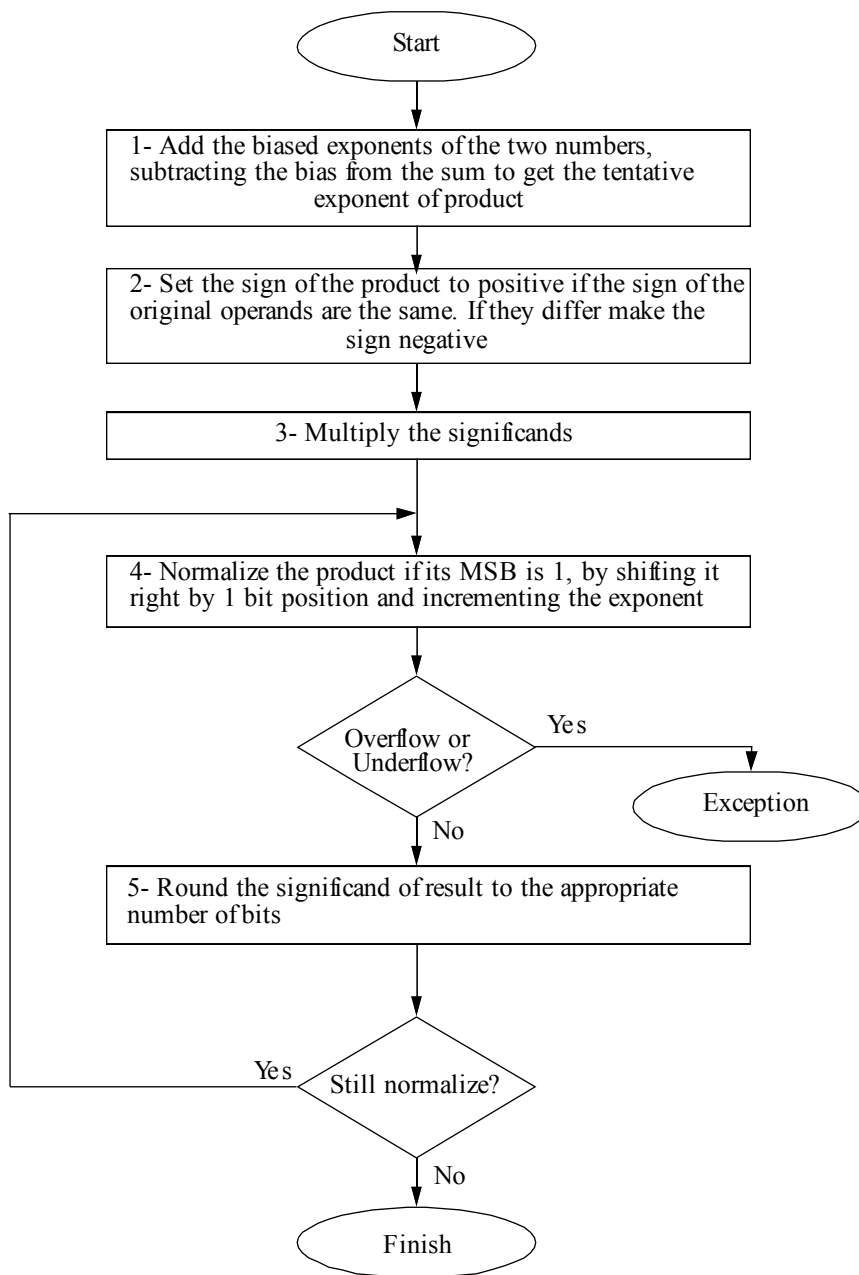 Start
1- Add the biased exponents of the two numbers,
subtracting the bias from the sum to get the tentative
exponent of product
2- Set the sign of the product to positive if the sign of the
original operands are the same. If they differ make the
sign negative
3- Multiply the significands
4- Normalize the product if its MSB is 1, by shifting it
right by 1 bit position and incrementing the exponent
Overflow or
Underflow?
Yes
Exception
No
5- Round the significand of result to the appropriate
number of bits
Yes
Still normalize?
No
Finish